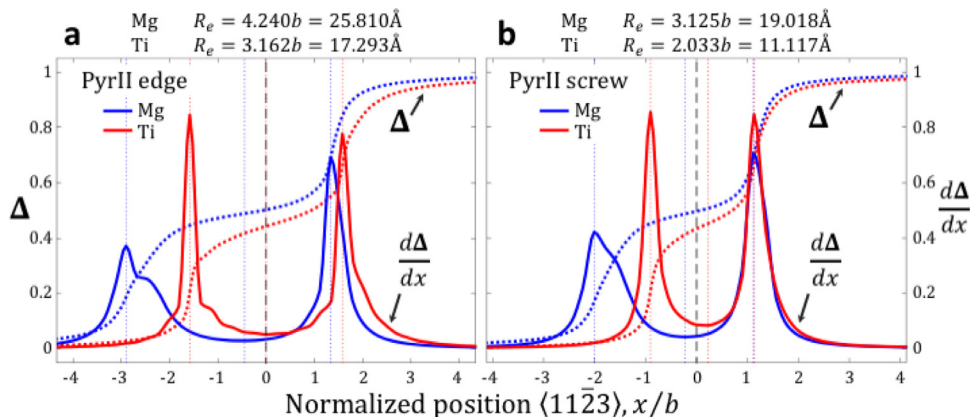 Mg R_e = 4.240b = 25.810Å
Ti R_e = 3.162b = 17.293Å
Mg R_e = 3.125b = 19.018Å
Ti R_e = 2.033b = 11.117Å
a
PyrII edge
Mg
Ti
Δ
dΔ/dx
1
0.8
0.6
0.4
0.2
0
Δ
-4 -3 -2 -1 0 1 2 3 4
b
PyrII screw
Mg
Ti
Δ
dΔ/dx
1
0.8
0.6
0.4
0.2
0
dΔ/dx
-4 -3 -2 -1 0 1 2 3 4
Normalized position ⟨112̅3⟩, x/b